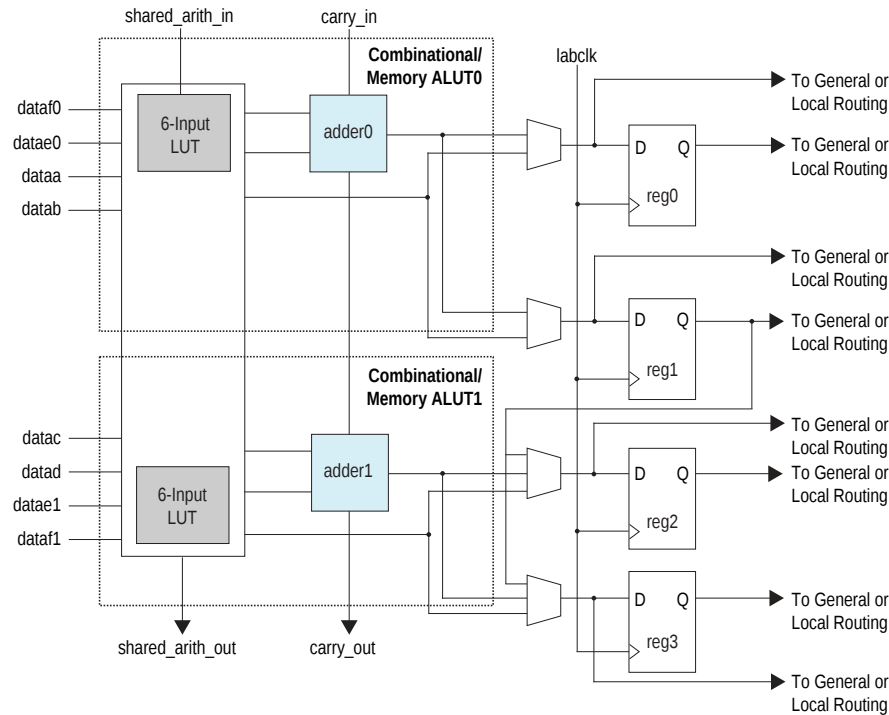 shared_arith_in
carry_in
Combinational/
Memory ALUT0
labclk
To General or
Local Routing
dataf0
datae0
dataa
datab
6-Input
LUT
adder0
D
Q
reg0
To General or
Local Routing
To General or
Local Routing
D
Q
reg1
To General or
Local Routing
Combinational/
Memory ALUT1
To General or
Local Routing
datac
datad
datae1
dataf1
6-Input
LUT
adder1
D
Q
reg2
To General or
Local Routing
D
Q
reg3
To General or
Local Routing
shared_arith_out
carry_out
To General or
Local Routing